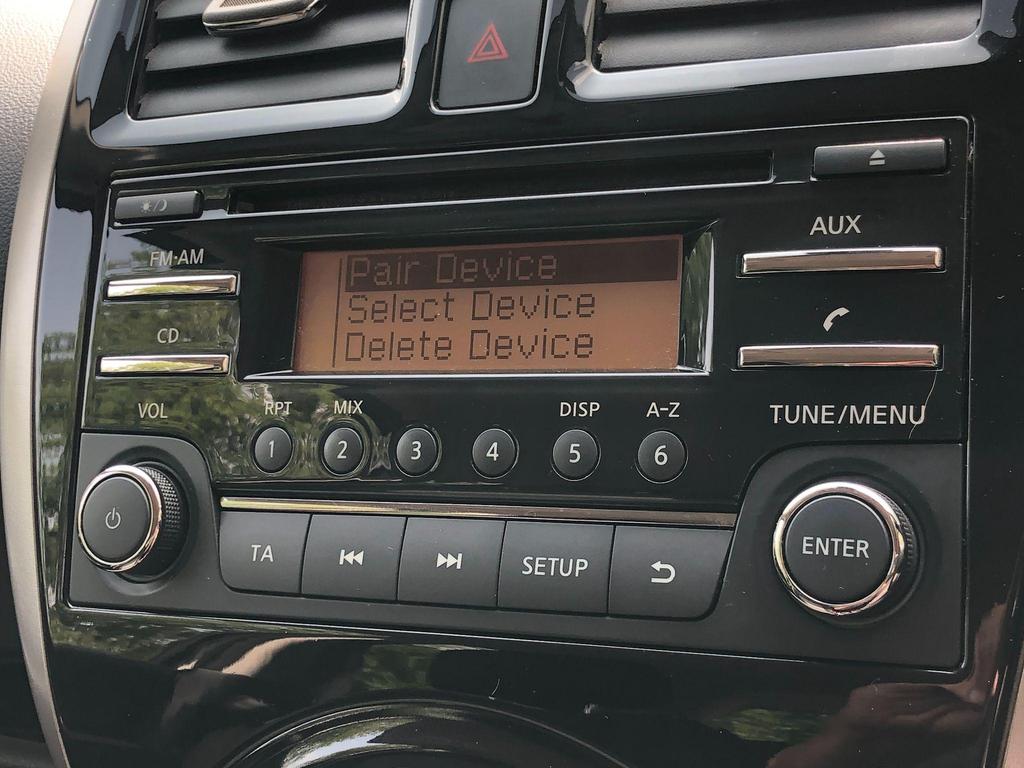 FM·AM
AUX
Pair Device
Select Device
Delete Device
CD
VOL
RPT
MIX
DISP
A-Z
TUNE/MENU
1
2
3
4
5
6
TA
SETUP
ENTER